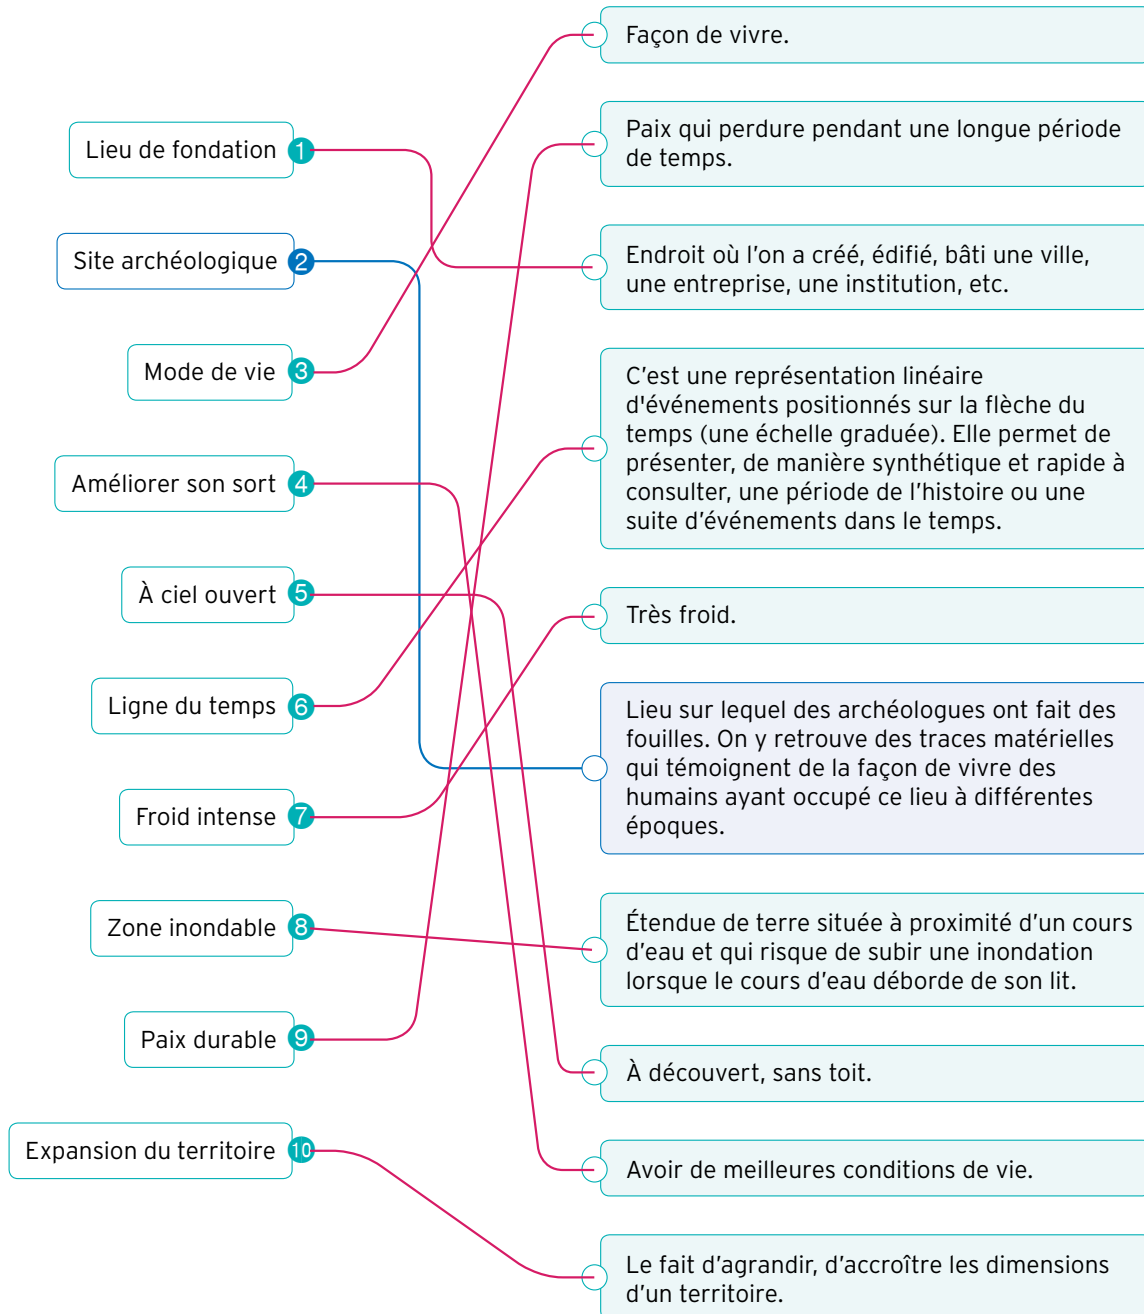 Lieu de fondation 1
Site archéologique 2
Mode de vie 3
Améliorer son sort 4
À ciel ouvert 5
Ligne du temps 6
Froid intense 7
Zone inondable 8
Paix durable 9
Expansion du territoire 10
Façon de vivre.
Paix qui perdure pendant une longue période
de temps.
Endroit où l’on a créé, édifié, bâti une ville,
une entreprise, une institution, etc.
C’est une représentation linéaire
d'événements positionnés sur la flèche du
temps (une échelle graduée). Elle permet de
présenter, de manière synthétique et rapide à
consulter, une période de l’histoire ou une
suite d’événements dans le temps.
Très froid.
Lieu sur lequel des archéologues ont fait des
fouilles. On y retrouve des traces matérielles
qui témoignent de la façon de vivre des
humains ayant occupé ce lieu à différentes
époques.
Étendue de terre située à proximité d’un cours
d’eau et qui risque de subir une inondation
lorsque le cours d’eau déborde de son lit.
À découvert, sans toit.
Avoir de meilleures conditions de vie.
Le fait d’agrandir, d’accroître les dimensions
d’un territoire.